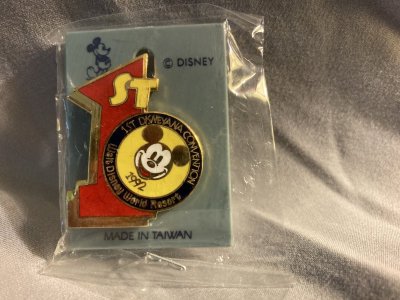 © DISNEY
1ST
1ST DISNEYANA CONVENTION
1992
Walt Disney World Resort
MADE IN TAIWAN